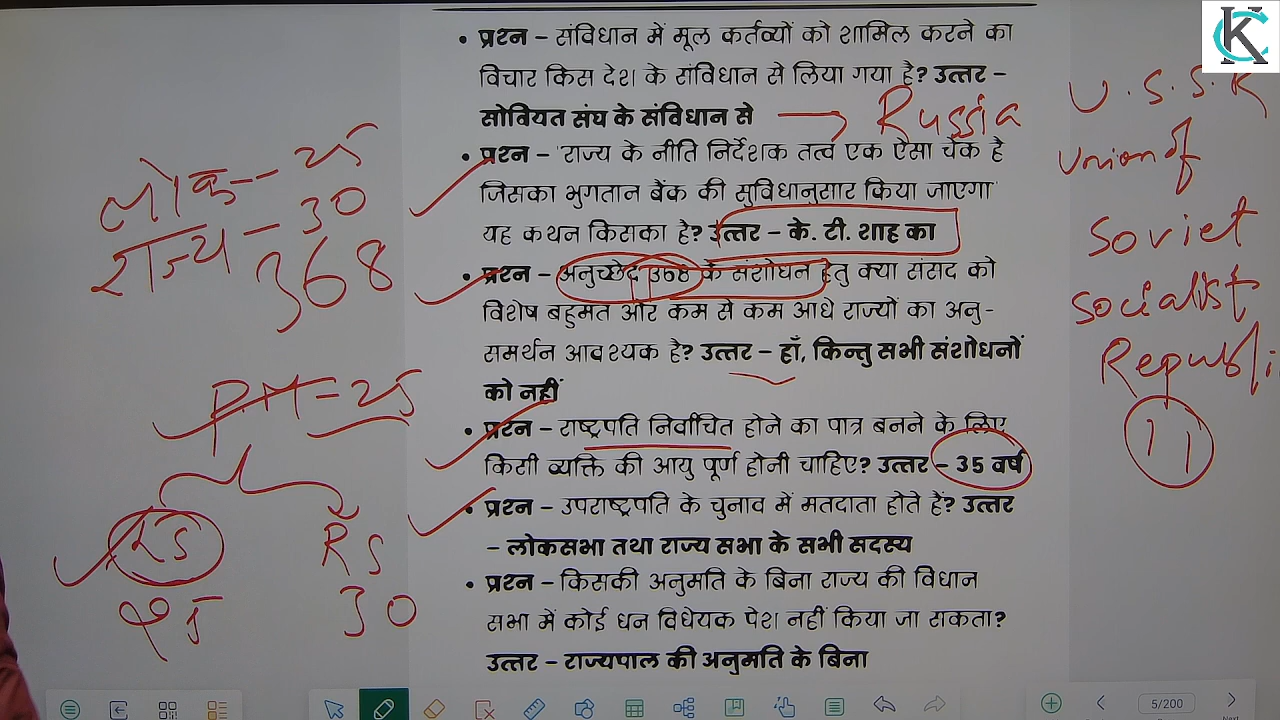 • प्रश्न – संविधान में मूल कर्तव्यों को शामिल करने का
विचार किस देश के संविधान से लिया गया है? उत्तर –
सोवियत संघ के संविधान से → Russia
• प्रश्न – 'राज्य के नीति निर्देशक तत्व एक ऐसा चैक है
जिसका भुगतान बैंक की सुविधानुसार किया जाएगा'
यह कथन किसका है? उत्तर – के. टी. शाह का
• प्रश्न – अनुच्छेद 368 के संशोधन हेतु क्या संसद को
विशेष बहुमत और कम से कम आधे राज्यों का अनु-
समर्थन आवश्यक है? उत्तर – हाँ, किन्तु सभी संशोधनों
को नहीं
• प्रश्न – राष्ट्रपति निर्वाचित होने का पात्र बनने के लिए
किसी व्यक्ति की आयु पूर्ण होनी चाहिए? उत्तर – 35 वर्ष
• प्रश्न – उपराष्ट्रपति के चुनाव में मतदाता होते हैं? उत्तर
– लोकसभा तथा राज्य सभा के सभी सदस्य
• प्रश्न – किसकी अनुमति के बिना राज्य की विधान
सभा में कोई धन विधेयक पेश नहीं किया जा सकता?
उत्तर – राज्यपाल की अनुमति के बिना
लोक -- 25
राज्य – 30
368
PM = 25
RS
30
U.S.S.R
Union of
Soviet
Socialist
Republi
11
KC
5/200
Next